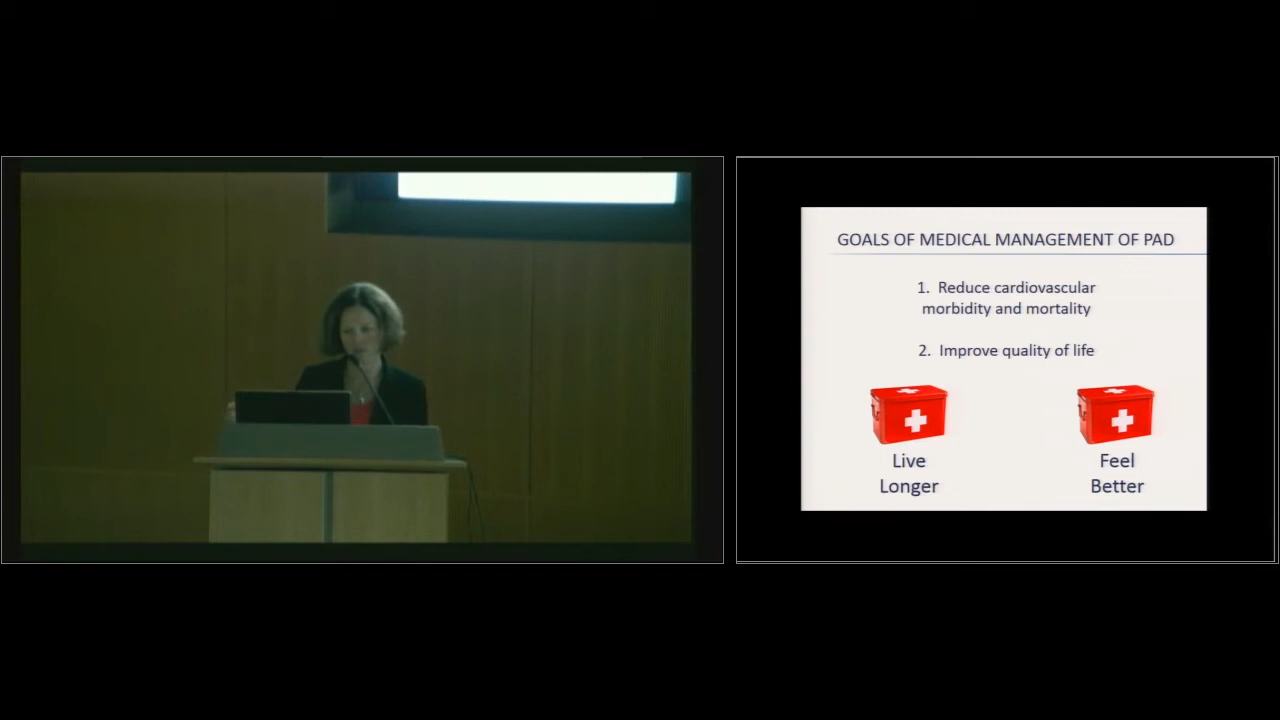 GOALS OF MEDICAL MANAGEMENT OF PAD
1. Reduce cardiovascular
morbidity and mortality
2. Improve quality of life
Live
Longer
Feel
Better